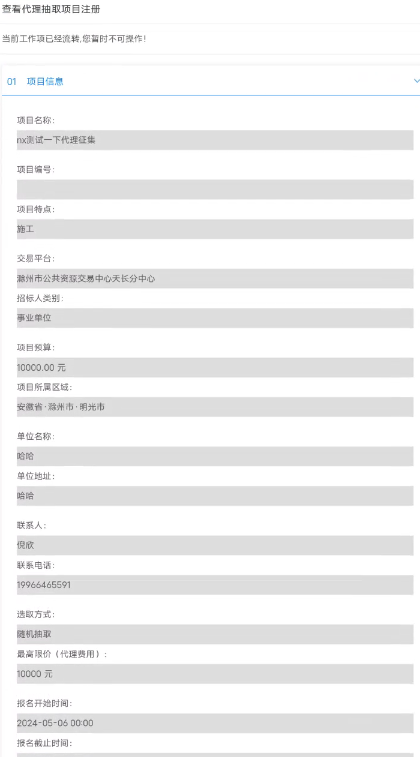 查看代理抽取项目注册
当前工作项已经流转,您暂时不可操作!
01 项目信息
项目名称:
nx测试一下代理征集
项目编号:
项目特点:
施工
交易平台:
滁州市公共资源交易中心天长分中心
招标人类别:
事业单位
项目预算:
10000.00 元
项目所属区域:
安徽省·滁州市·明光市
单位名称:
哈哈
单位地址:
哈哈
联系人:
倪欣
联系电话:
19966465591
选取方式:
随机抽取
最高限价（代理费用）:
10000 元
报名开始时间:
2024-05-06 00:00
报名截止时间: